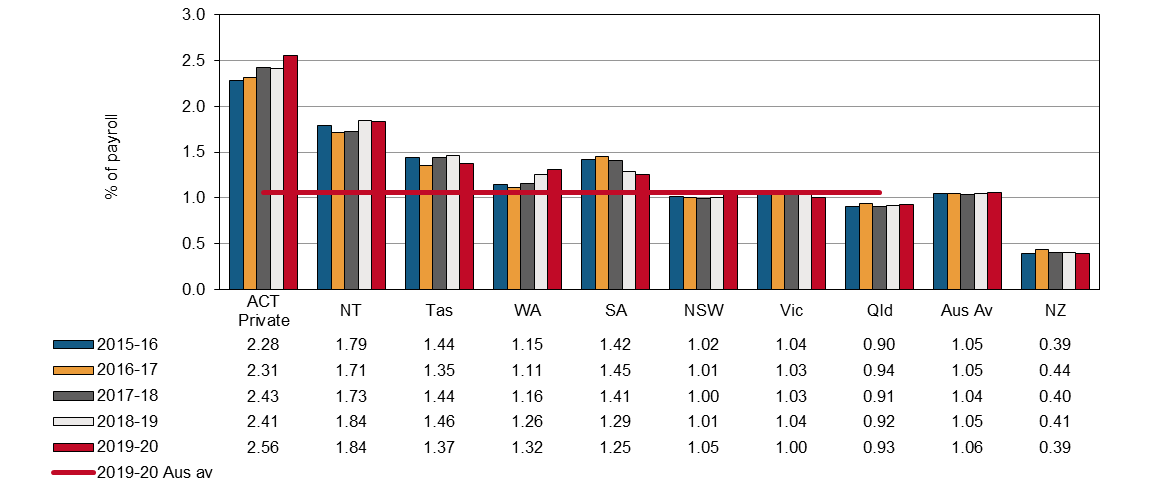 3.0
2.5
2.0
1.5
1.0
0.5
0.0
% of payroll
ACT Private NT Tas WA SA NSW Vic Qld Aus Av NZ
2015-16 2.28 1.79 1.44 1.15 1.42 1.02 1.04 0.90 1.05 0.39
2016-17 2.31 1.71 1.35 1.11 1.45 1.01 1.03 0.94 1.05 0.44
2017-18 2.43 1.73 1.44 1.16 1.41 1.00 1.03 0.91 1.04 0.40
2018-19 2.41 1.84 1.46 1.26 1.29 1.01 1.04 0.92 1.05 0.41
2019-20 2.56 1.84 1.37 1.32 1.25 1.05 1.00 0.93 1.06 0.39
2019-20 Aus av